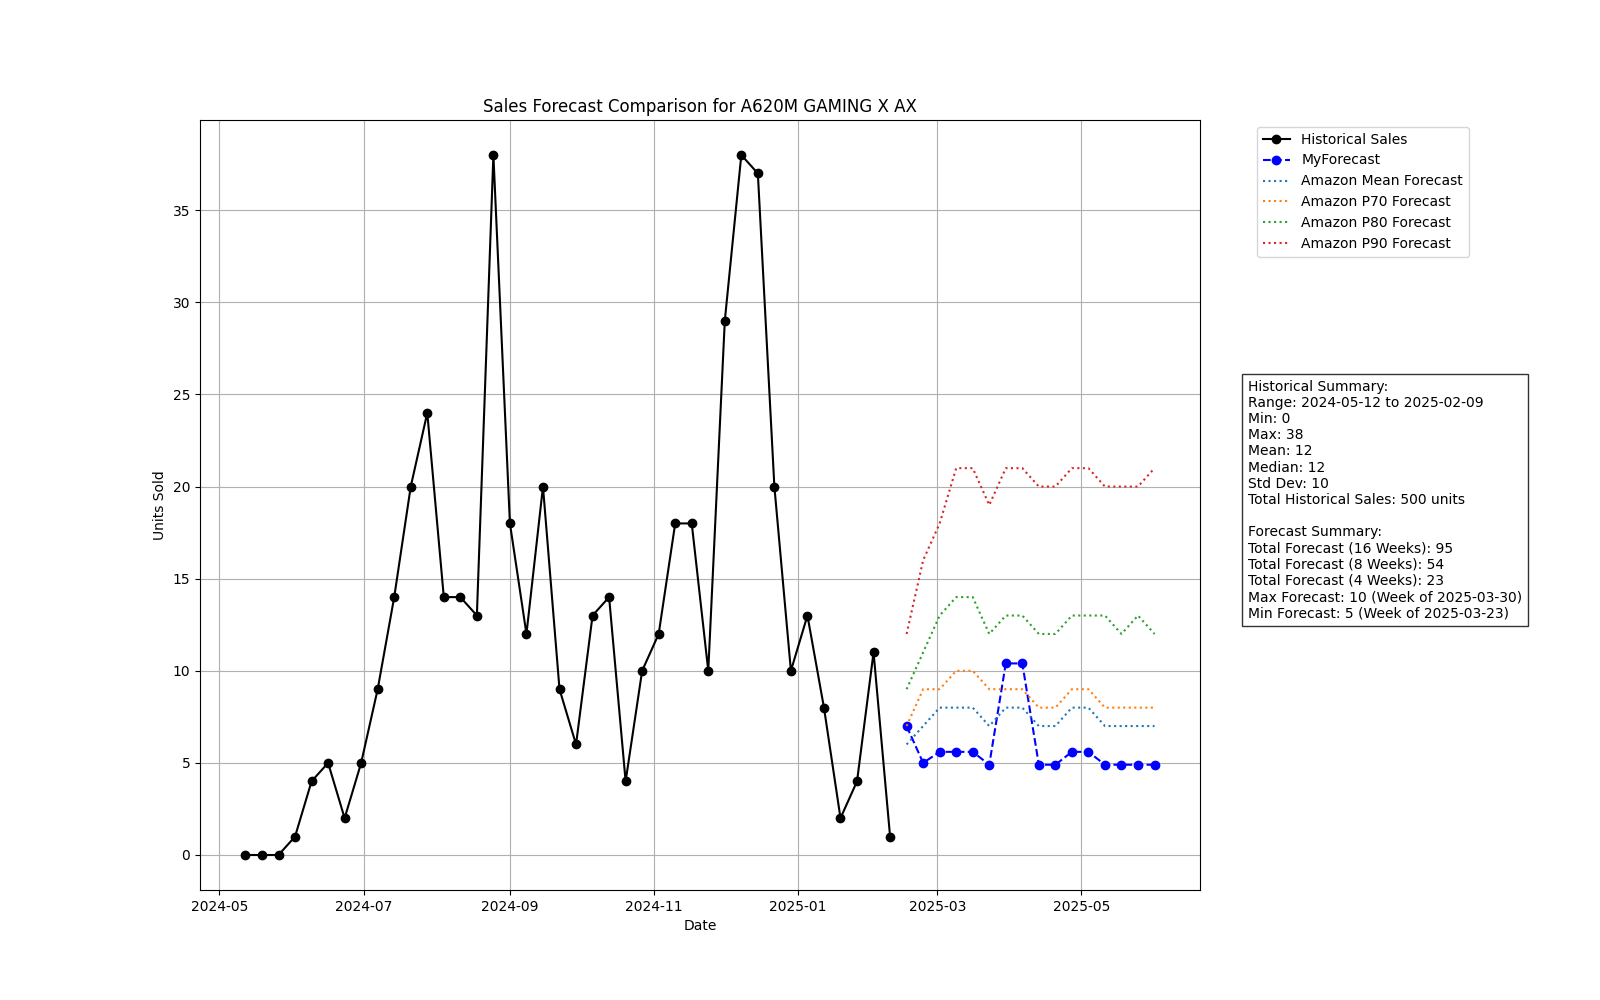 Sales Forecast Comparison for A620M GAMING X AX
Historical Sales
MyForecast
Amazon Mean Forecast
Amazon P70 Forecast
Amazon P80 Forecast
Amazon P90 Forecast
35
30
25
20
15
10
5
0
Units Sold
2024-05
2024-07
2024-09
2024-11
2025-01
2025-03
2025-05
Date
Historical Summary:
Range: 2024-05-12 to 2025-02-09
Min: 0
Max: 38
Mean: 12
Median: 12
Std Dev: 10
Total Historical Sales: 500 units
Forecast Summary:
Total Forecast (16 Weeks): 95
Total Forecast (8 Weeks): 54
Total Forecast (4 Weeks): 23
Max Forecast: 10 (Week of 2025-03-30)
Min Forecast: 5 (Week of 2025-03-23)